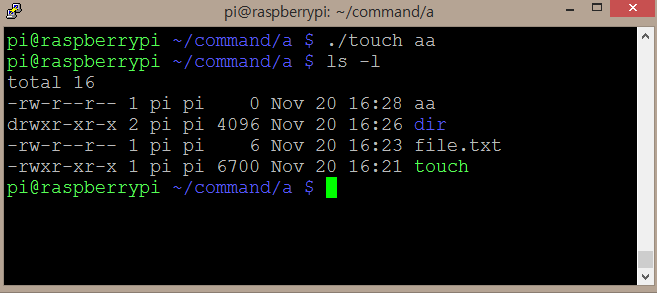 pi@raspberrypi: ~/command/a
pi@raspberrypi ~/command/a $ ./touch aa
pi@raspberrypi ~/command/a $ ls -l
total 16
-rw-r--r-- 1 pi pi    0 Nov 20 16:28 aa
drwxr-xr-x 2 pi pi 4096 Nov 20 16:26 dir
-rw-r--r-- 1 pi pi    6 Nov 20 16:23 file.txt
-rwxr-xr-x 1 pi pi 6700 Nov 20 16:21 touch
pi@raspberrypi ~/command/a $